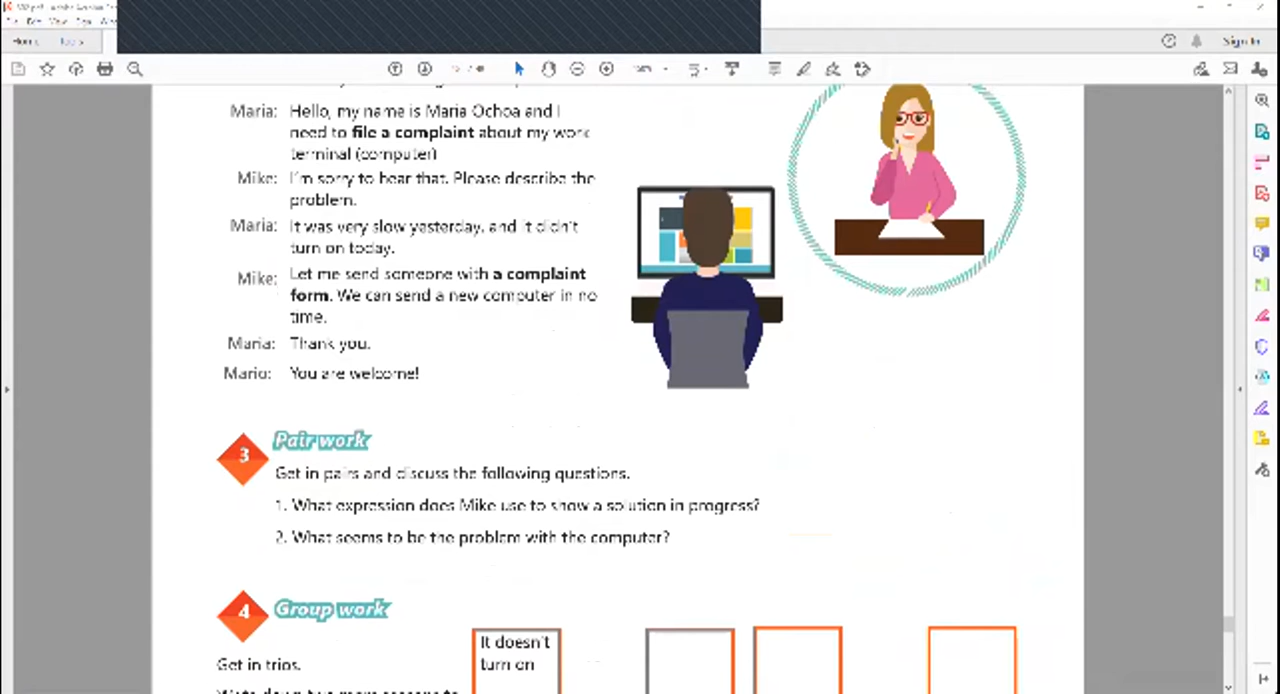 Home Tools
Sign In
Maria: Hello, my name is Maria Ochoa and I
need to file a complaint about my work
terminal (computer)
Mike: I'm sorry to hear that. Please describe the
problem.
Maria: It was very slow yesterday, and it didn't
turn on today.
Mike: Let me send someone with a complaint
form. We can send a new computer in no
time.
Maria: Thank you.
Mario: You are welcome!
3 Pair work
Get in pairs and discuss the following questions.
1. What expression does Mike use to show a solution in progress?
2. What seems to be the problem with the computer?
4 Group work
It doesn't
turn on
Get in trios.